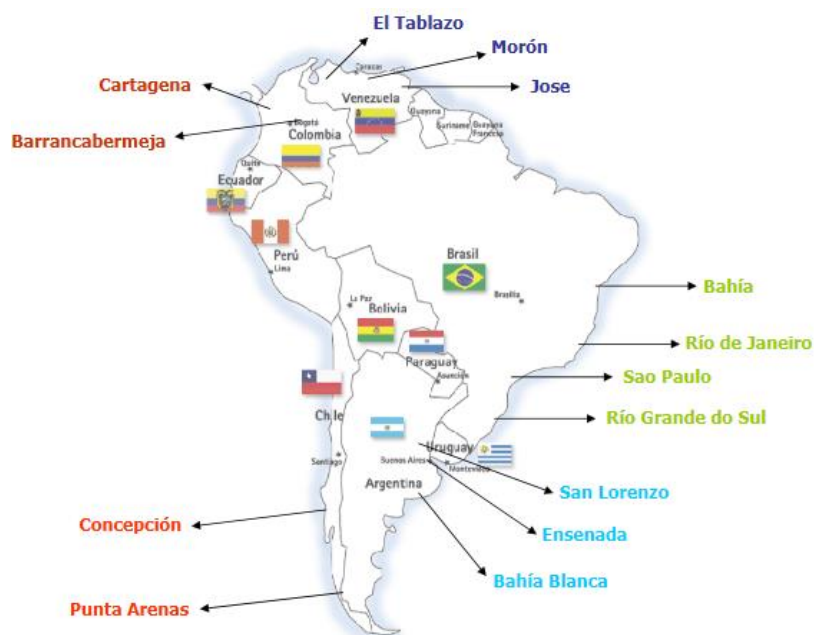 El Tablazo
Morón
Caracas
Cartagena
Jose
Venezuela
Guayana
Barrancabermeja
Bogotá
Suriname
Guayana
Francesa
Colombia
Quito
Ecuador
Perú
Lima
Brasil
Brasilia
Bahía
La Paz
Bolivia
Río de Janeiro
Paraguay
Asunción
Sao Paulo
Chile
Río Grande do Sul
Uruguay
Santiago
Buenos Aires
Montevideo
Argentina
San Lorenzo
Concepción
Ensenada
Bahía Blanca
Punta Arenas